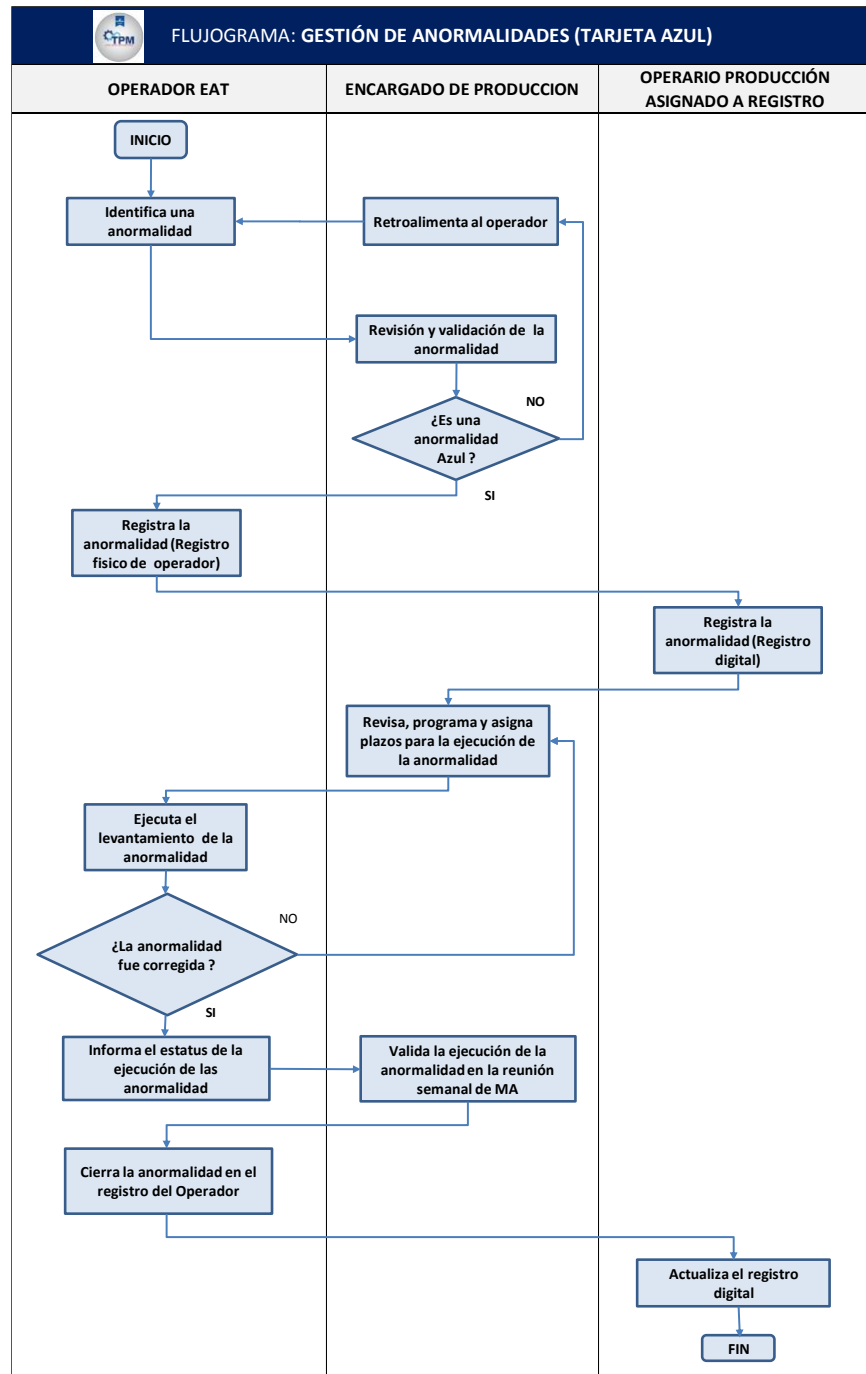 TPM
FLUJOGRAMA: GESTIÓN DE ANORMALIDADES (TARJETA AZUL)
OPERADOR EAT
ENCARGADO DE PRODUCCION
OPERARIO PRODUCCIÓN
ASIGNADO A REGISTRO
INICIO
Identifica una
anormalidad
Retroalimenta al operador
Revisión y validación de la
anormalidad
NO
¿Es una
anormalidad
Azul ?
SI
Registra la
anormalidad (Registro
fisico de operador)
Registra la
anormalidad (Registro
digital)
Revisa, programa y asigna
plazos para la ejecución de
la anormalidad
Ejecuta el
levantamiento de la
anormalidad
NO
¿La anormalidad
fue corregida ?
SI
Informa el estatus de la
ejecución de las
anormalidad
Valida la ejecución de la
anormalidad en la reunión
semanal de MA
Cierra la anormalidad en el
registro del Operador
Actualiza el registro
digital
FIN